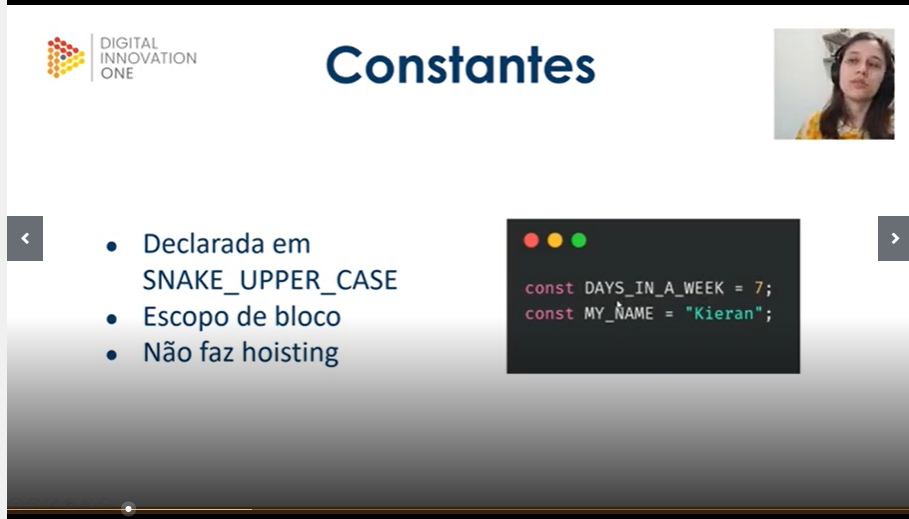 DIGITAL
INNOVATION
ONE
Constantes
Declarada em
SNAKE_UPPER_CASE
Escopo de bloco
Não faz hoisting
const DAYS_IN_A_WEEK = 7;
const MY_NAME = "Kieran";